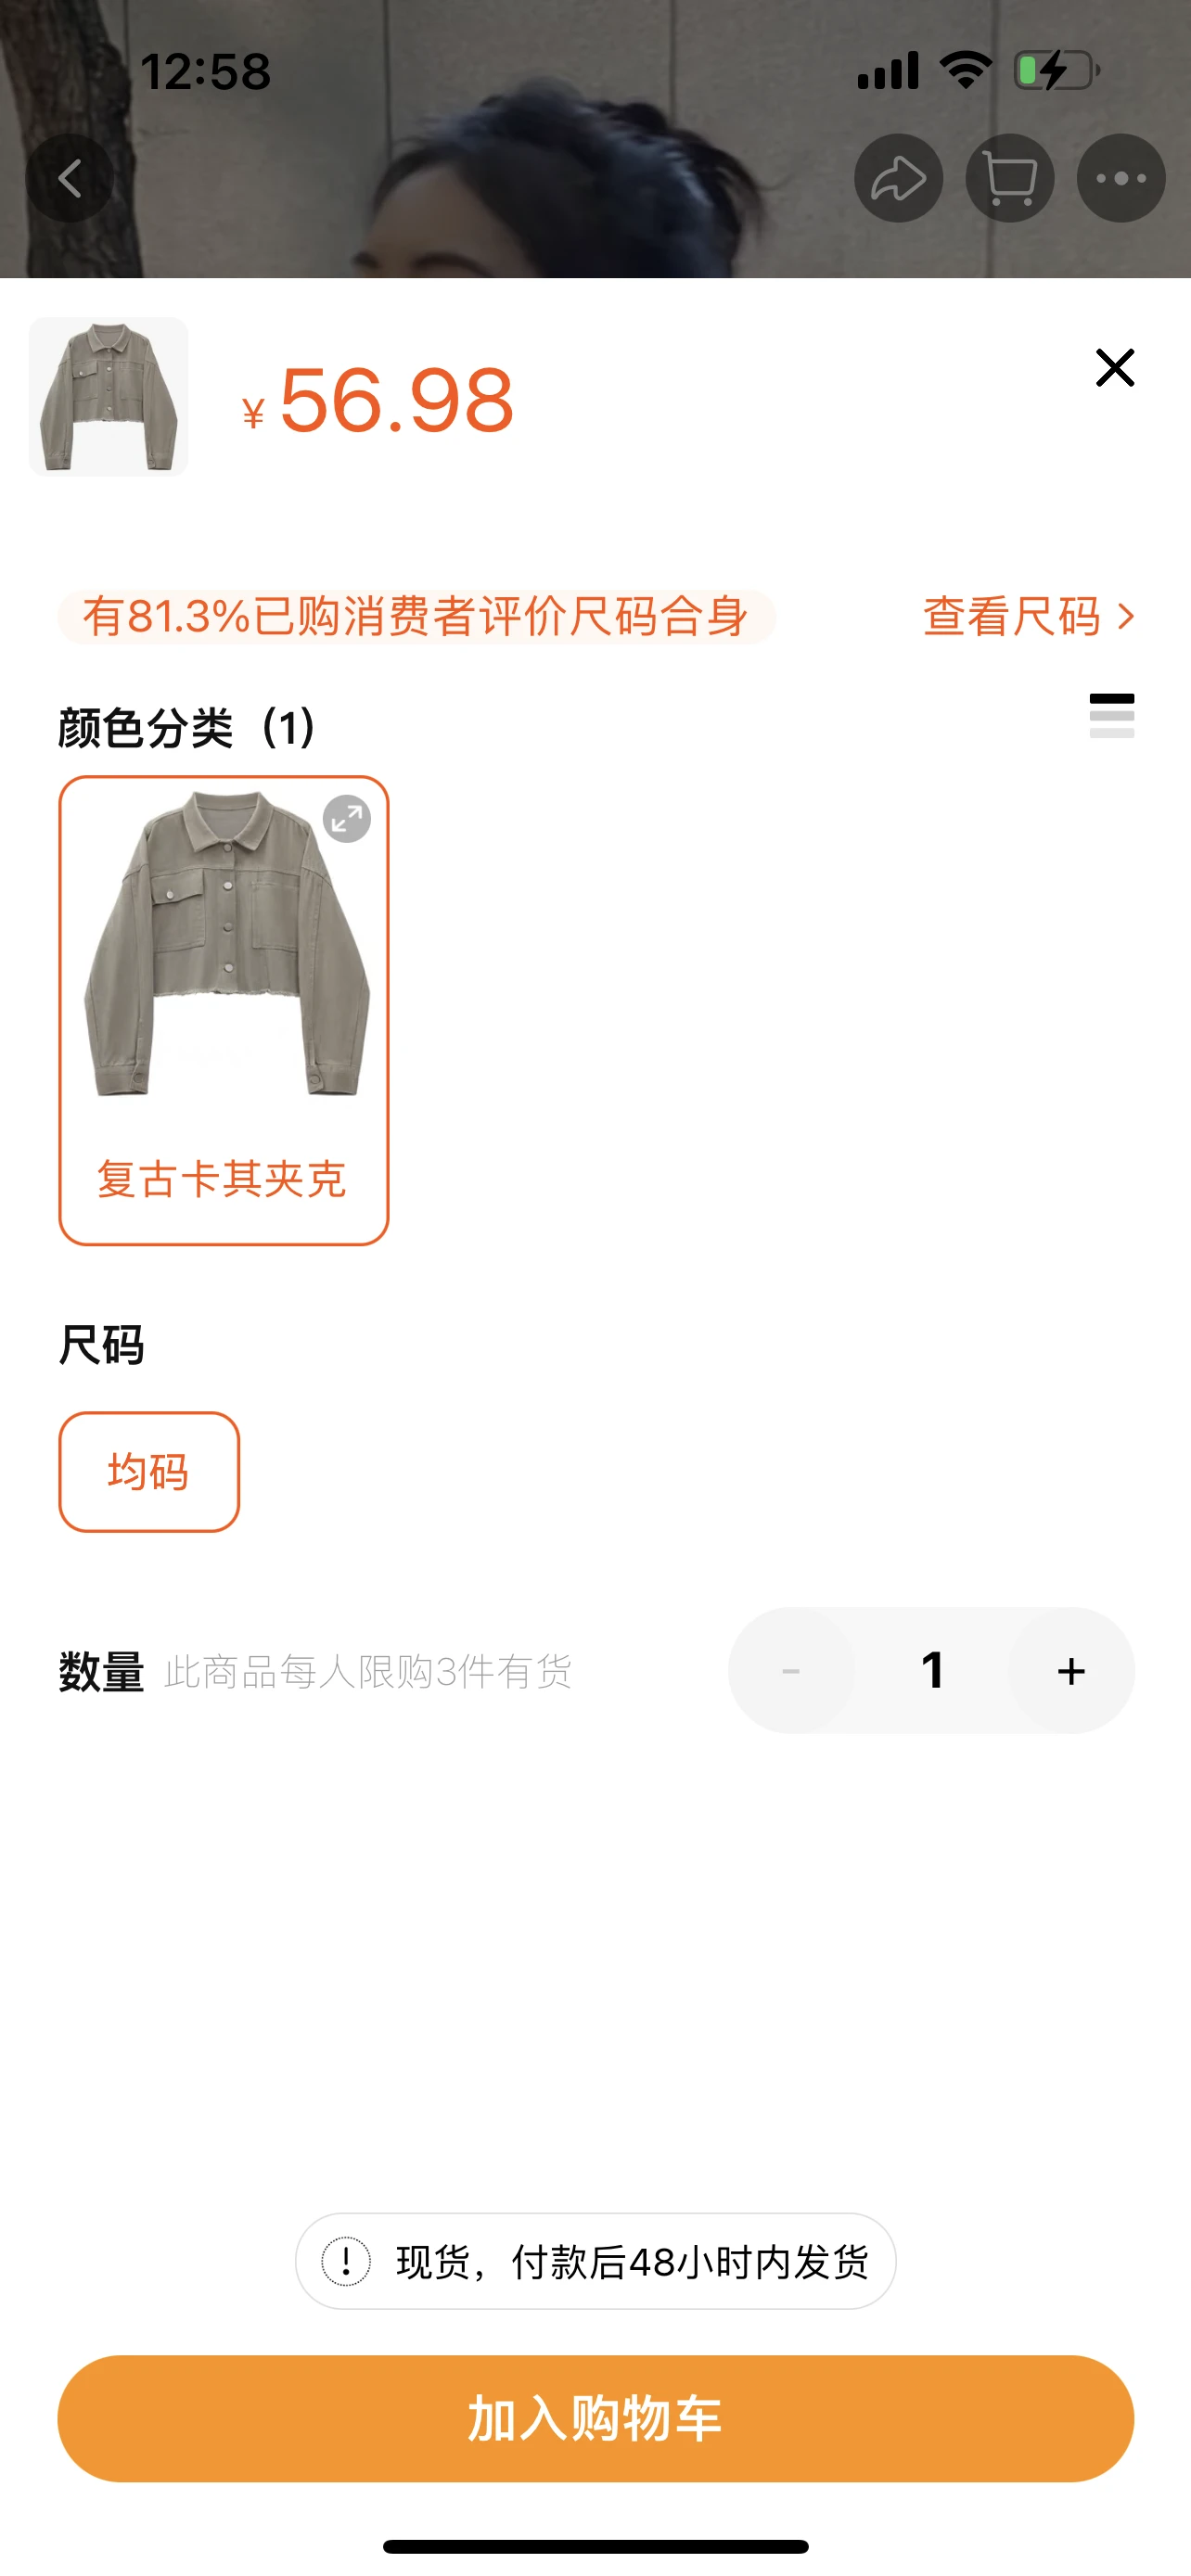 12:58
¥ 56.98
有81.3%已购消费者评价尺码合身
查看尺码
颜色分类（1）
复古卡其夹克
尺码
均码
数量 此商品每人限购3件有货
- 1 +
现货，付款后48小时内发货
加入购物车